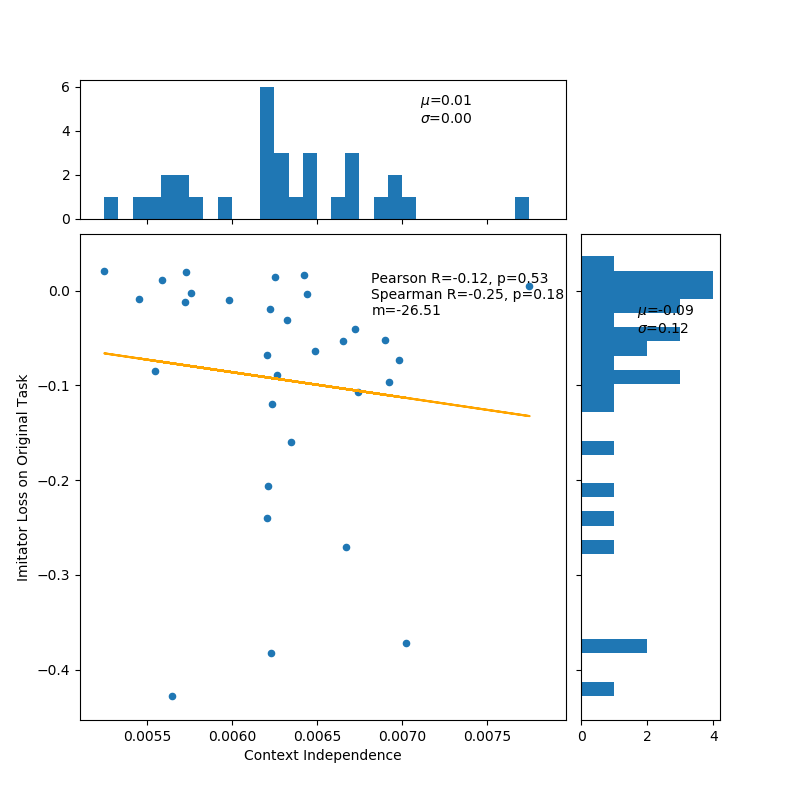 6
4
2
0
μ=0.01
σ=0.00
0.0
−0.1
−0.2
−0.3
−0.4
Imitator Loss on Original Task
Pearson R=-0.12, p=0.53
Spearman R=-0.25, p=0.18
m=-26.51
0.0055 0.0060 0.0065 0.0070 0.0075
Context Independence
μ=-0.09
σ=0.12
0 2 4